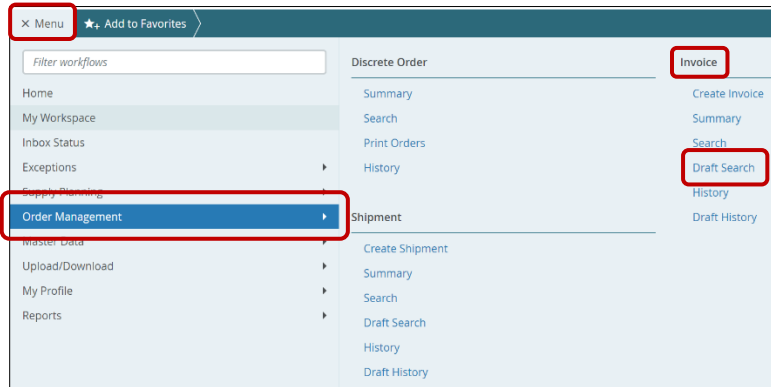 × Menu ★+ Add to Favorites
Filter workflows
Home
My Workspace
Inbox Status
Exceptions
Supply Planning
Order Management
Master Data
Upload/Download
My Profile
Reports
Discrete Order
Summary
Search
Print Orders
History
Shipment
Create Shipment
Summary
Search
Draft Search
History
Draft History
Invoice
Create Invoice
Summary
Search
Draft Search
History
Draft History